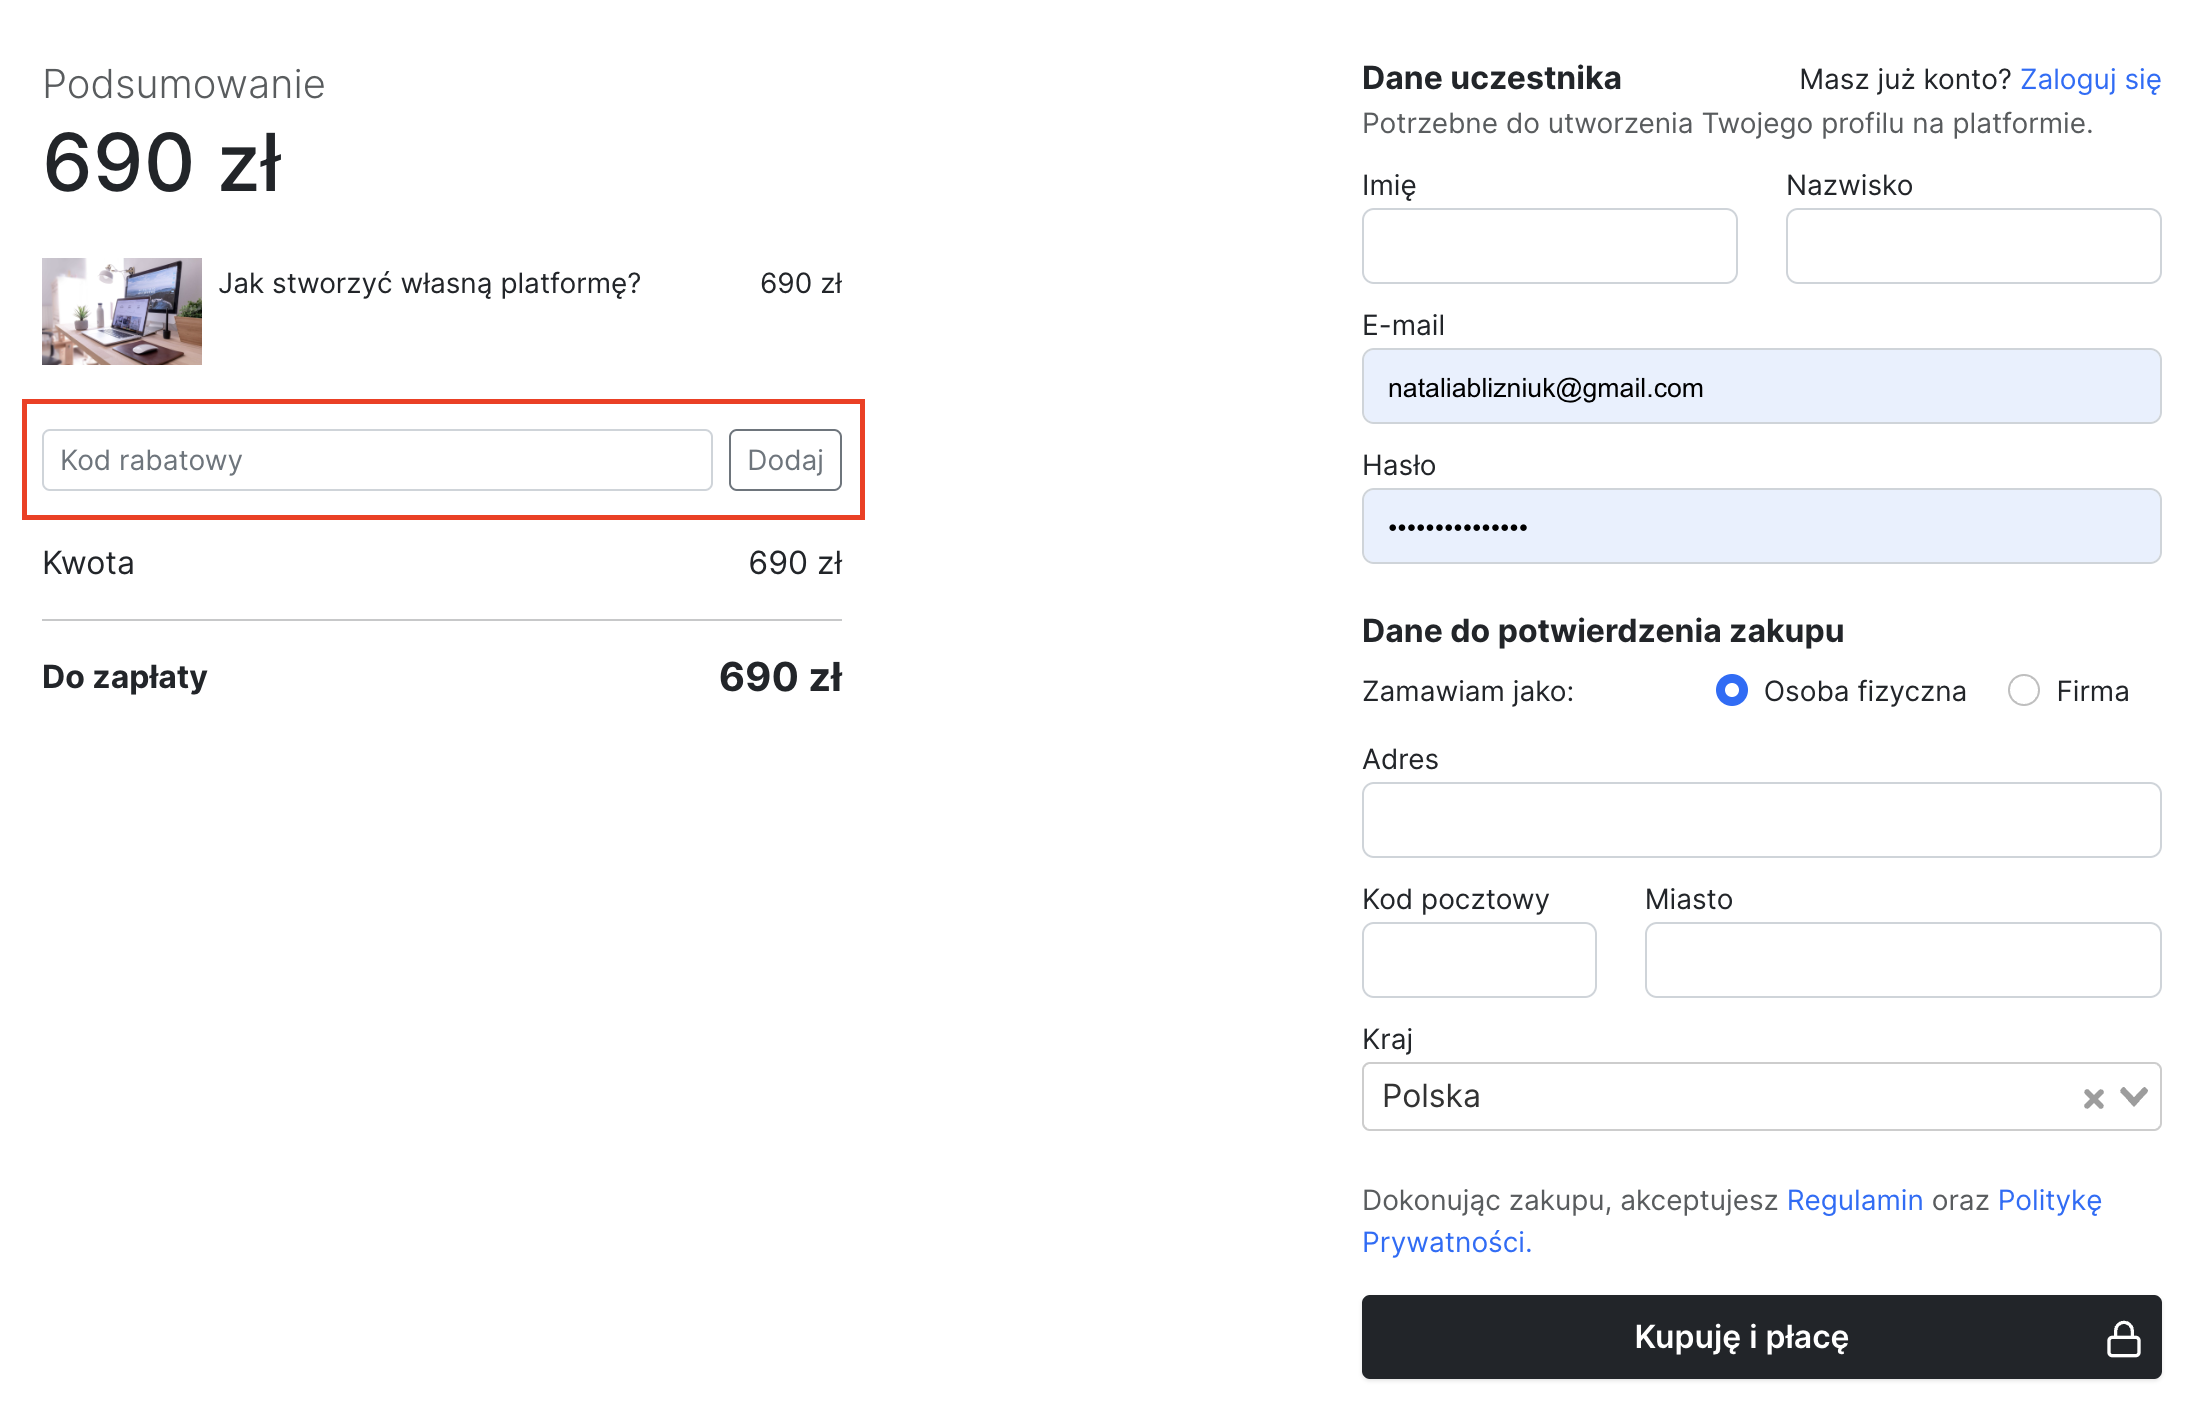 Podsumowanie
690 zł
Jak stworzyć własną platformę? 690 zł
Kod rabatowy Dodaj
Kwota 690 zł
Do zapłaty 690 zł
Dane uczestnika Masz już konto? Zaloguj się
Potrzebne do utworzenia Twojego profilu na platformie.
Imię Nazwisko
E-mail
nataliablizniuk@gmail.com
Hasło
•••••••••••••••
Dane do potwierdzenia zakupu
Zamawiam jako: Osoba fizyczna Firma
Adres
Kod pocztowy Miasto
Kraj
Polska
Dokonując zakupu, akceptujesz Regulamin oraz Politykę
Prywatności.
Kupuję i płacę